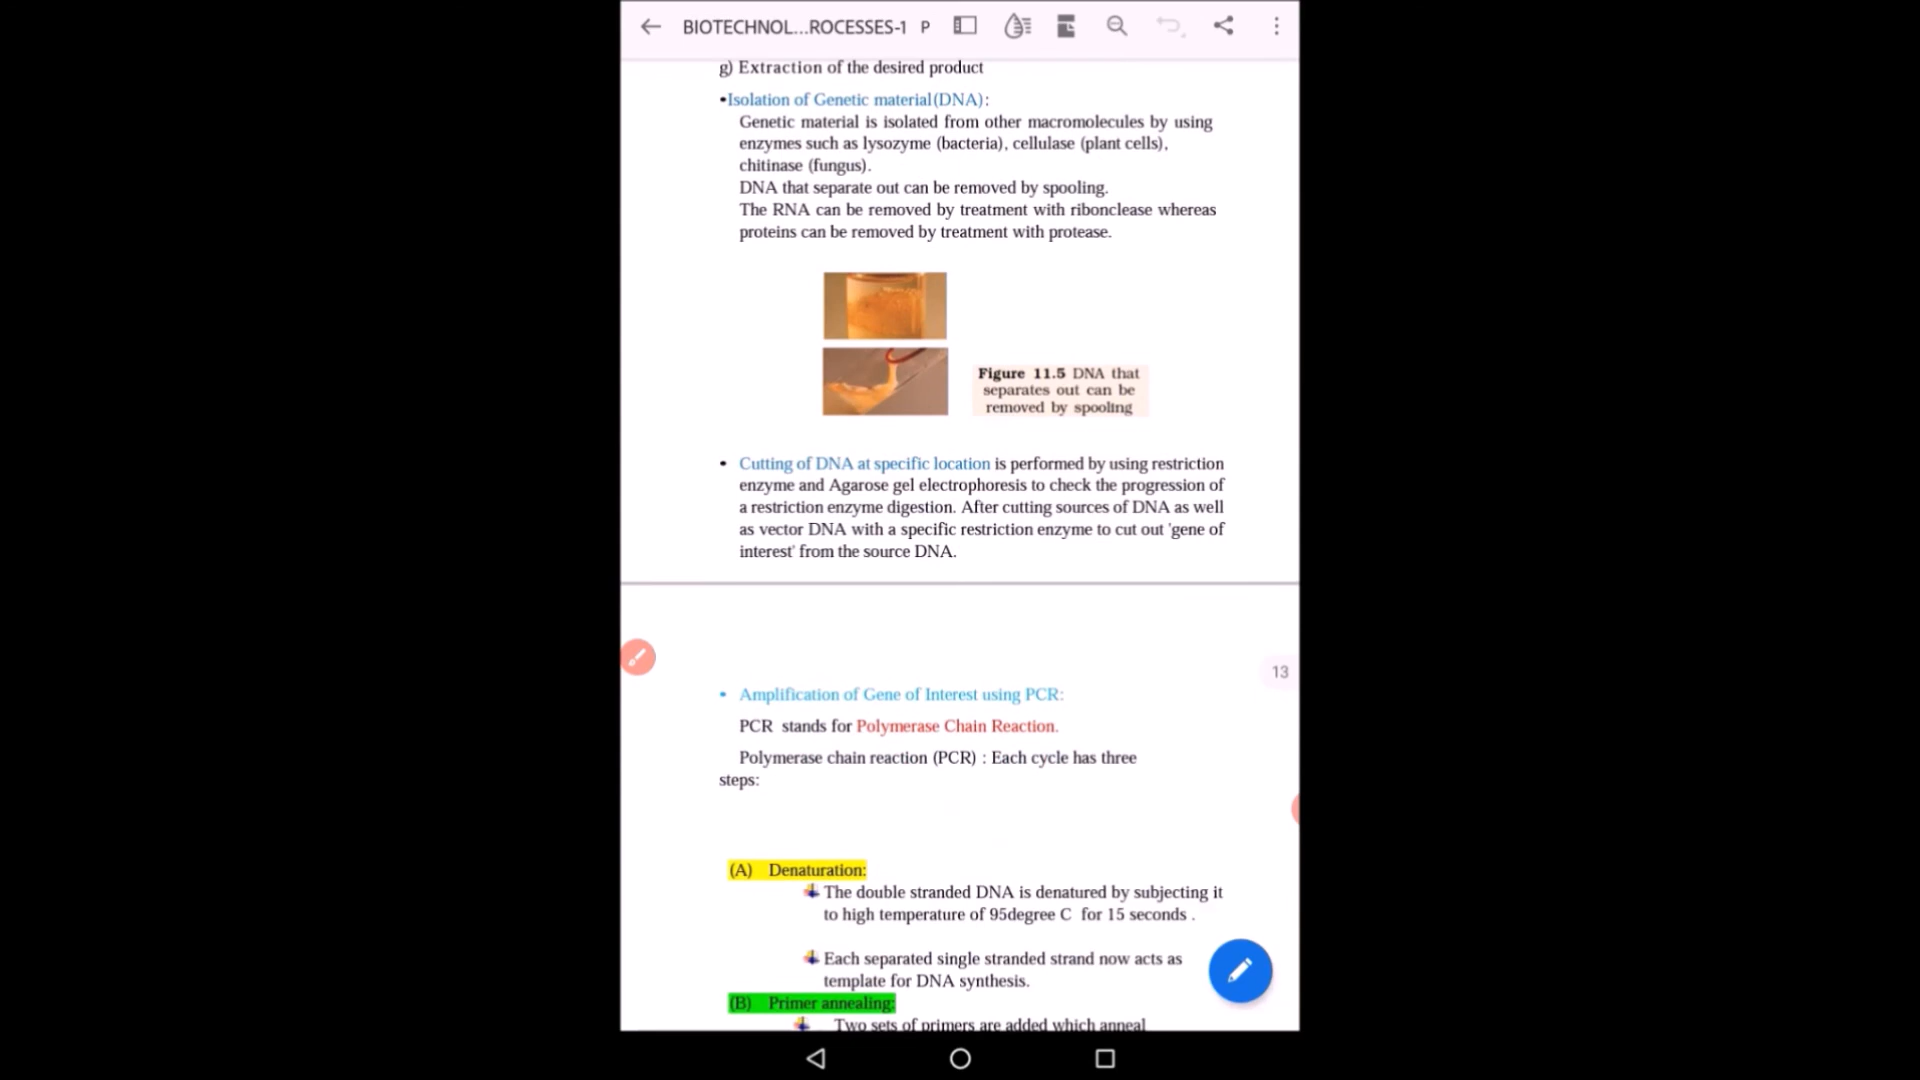 BIOTECHNOL...ROCESSES-1 P
g) Extraction of the desired product
•Isolation of Genetic material(DNA):
Genetic material is isolated from other macromolecules by using
enzymes such as lysozyme (bacteria), cellulase (plant cells),
chitinase (fungus).
DNA that separate out can be removed by spooling.
The RNA can be removed by treatment with ribonclease whereas
proteins can be removed by treatment with protease.
Figure 11.5 DNA that
separates out can be
removed by spooling
• Cutting of DNA at specific location is performed by using restriction
enzyme and Agarose gel electrophoresis to check the progression of
a restriction enzyme digestion. After cutting sources of DNA as well
as vector DNA with a specific restriction enzyme to cut out 'gene of
interest' from the source DNA.
13
• Amplification of Gene of Interest using PCR:
PCR stands for Polymerase Chain Reaction.
Polymerase chain reaction (PCR) : Each cycle has three
steps:
(A) Denaturation:
The double stranded DNA is denatured by subjecting it
to high temperature of 95degree C for 15 seconds .
Each separated single stranded strand now acts as
template for DNA synthesis.
(B) Primer annealing:
Two sets of primers are added which anneal